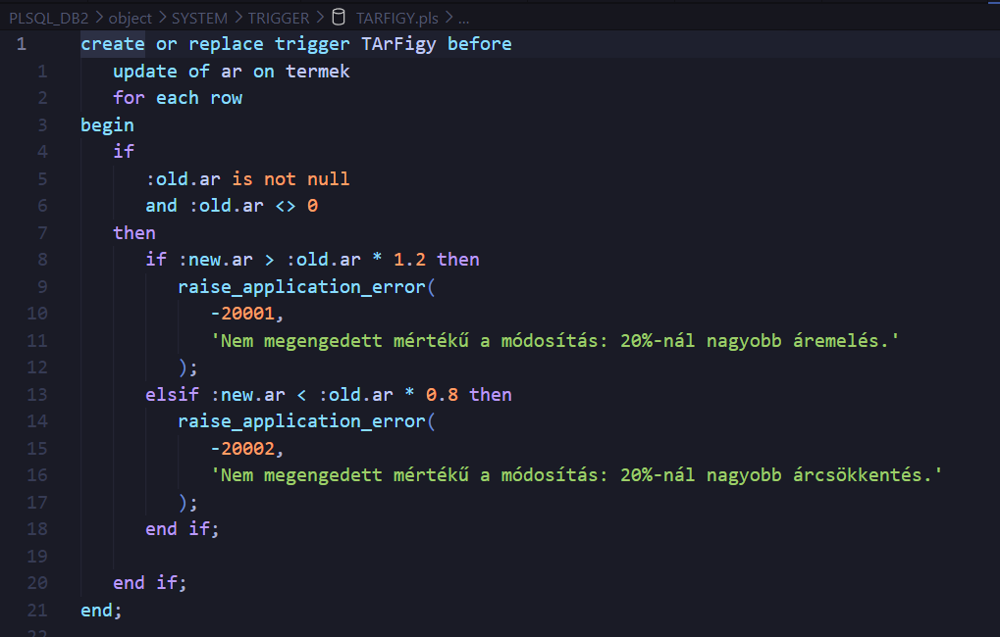 PLSQL_DB2 > object > SYSTEM > TRIGGER > TARFIGY.pls > ...
1 create or replace trigger TArFigy before
1 update of ar on termek
2 for each row
3 begin
4 if
5 :old.ar is not null
6 and :old.ar <> 0
7 then
8 if :new.ar > :old.ar * 1.2 then
9 raise_application_error(
10 -20001,
11 'Nem megengedett mértékű a módosítás: 20%-nál nagyobb áremelés.'
12 );
13 elsif :new.ar < :old.ar * 0.8 then
14 raise_application_error(
15 -20002,
16 'Nem megengedett mértékű a módosítás: 20%-nál nagyobb árcsökkentés.'
17 );
18 end if;
19
20 end if;
21 end;
22